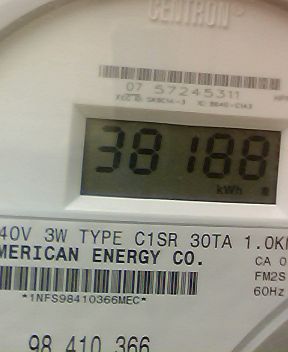 CENTRON®
07 57245311
38188
kWh
40V 3W TYPE C1SR 30TA 1.0K
MERICAN ENERGY CO.
CA 0
FM2S
60Hz
*1NFS98410366MEC*
98 410 366